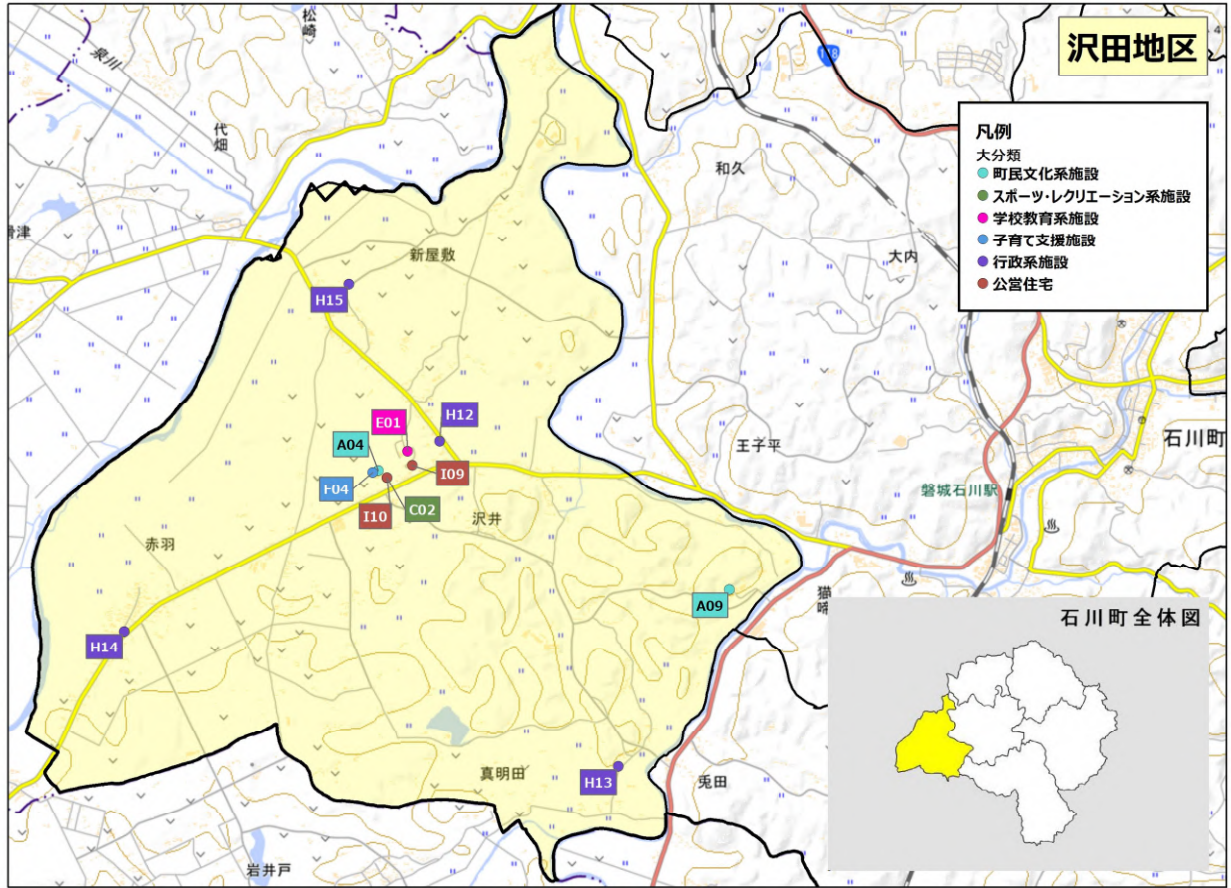 沢田地区
松崎
泉川
代畑
118
4
凡例
大分類
町民文化系施設
スポーツ・レクリエーション系施設
学校教育系施設
子育て支援施設
行政系施設
公営住宅
和久
大内
滑津
新屋敷
H15
E01
H12
A04
I09
F04
I10
C02
沢井
王子平
石川町
磐城石川駅
赤羽
A09
猫啼
H14
石川町全体図
真明田
H13
兎田
岩井戸